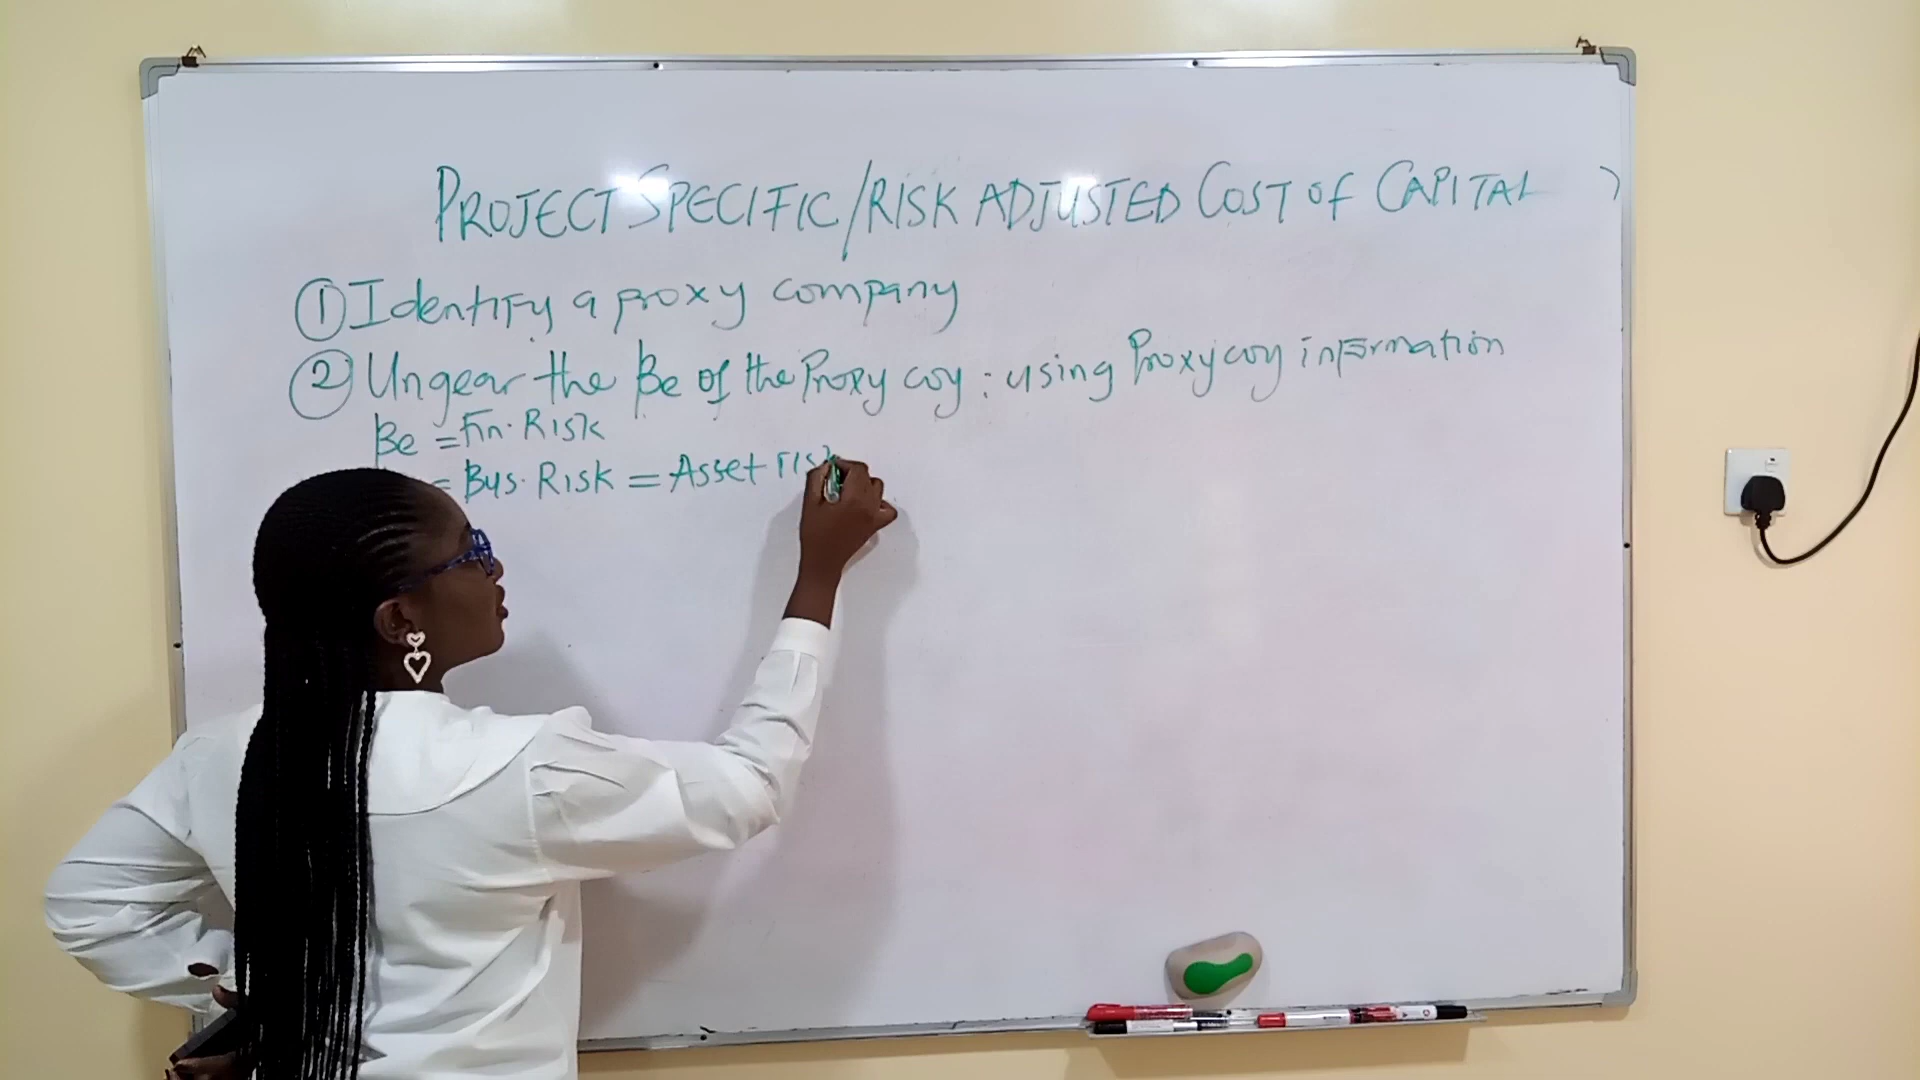 PROJECT SPECIFIC/RISK ADJUSTED COST OF CAPITAL
① Identify a proxy company
② Ungear the Be of the Proxy coy: using Proxy coy information
Be = Fin. Risk
= Bus. Risk = Asset risk